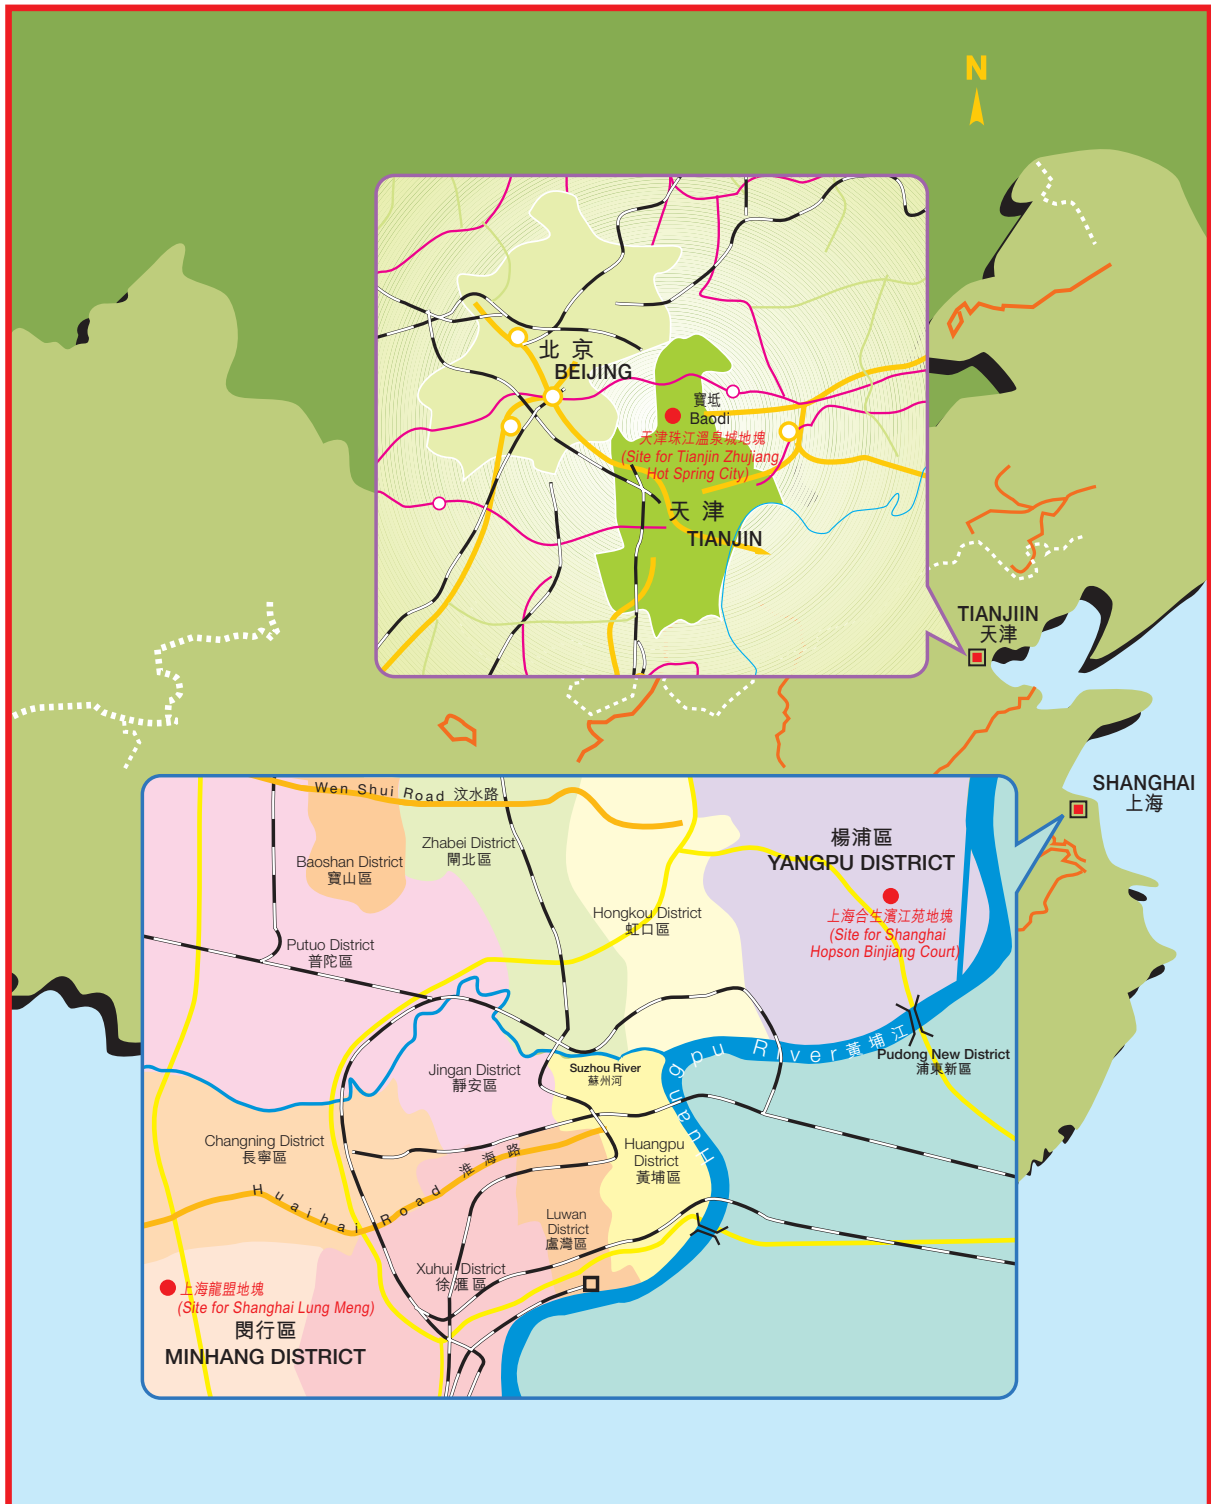 N
北京
BEIJING
寶坻
Baodi
天津珠江溫泉城地塊
(Site for Tianjin Zhujiang
Hot Spring City)
天津
TIANJIN
TIANJIIN
天津
SHANGHAI
上海
Wen Shui Road 汶水路
Zhabei District
閘北區
Baoshan District
寶山區
楊浦區
YANGPU DISTRICT
上海合生濱江苑地塊
(Site for Shanghai
Hopson Binjiang Court)
Hongkou District
虹口區
Putuo District
普陀區
Huangpu River 黃埔江
Pudong New District
浦東新區
Suzhou River
蘇州河
Jingan District
靜安區
Changning District
長寧區
Huangpu
District
黃埔區
Huaihai Road 淮海路
Luwan
District
盧灣區
Xuhui District
徐滙區
上海龍盟地塊
(Site for Shanghai Lung Meng)
閔行區
MINHANG DISTRICT